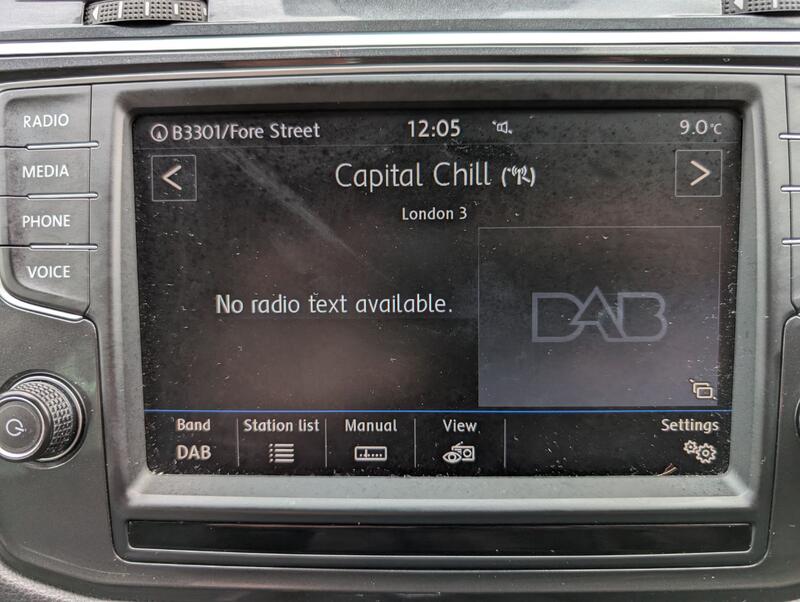 RADIO
MEDIA
PHONE
VOICE
B3301/Fore Street 12:05 9.0°C
Capital Chill
London 3
No radio text available.
DAB
Band Station list Manual View Settings
DAB